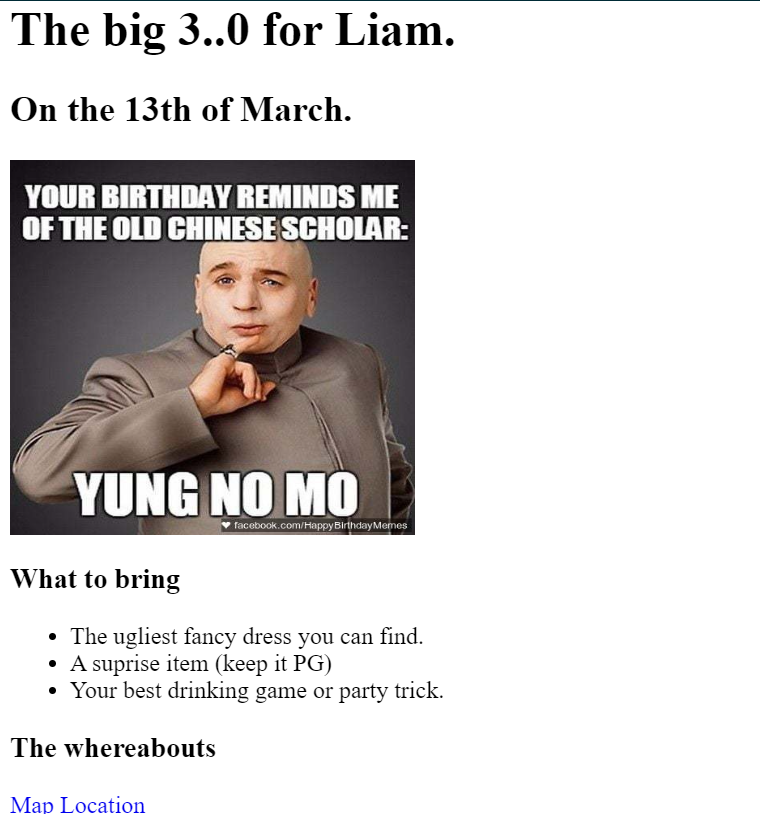 The big 3..0 for Liam.
On the 13th of March.
YOUR BIRTHDAY REMINDS ME
OF THE OLD CHINESE SCHOLAR:
YUNG NO MO
facebook.com/HappyBirthdayMemes
What to bring
• The ugliest fancy dress you can find.
• A suprise item (keep it PG)
• Your best drinking game or party trick.
The whereabouts
Map Location